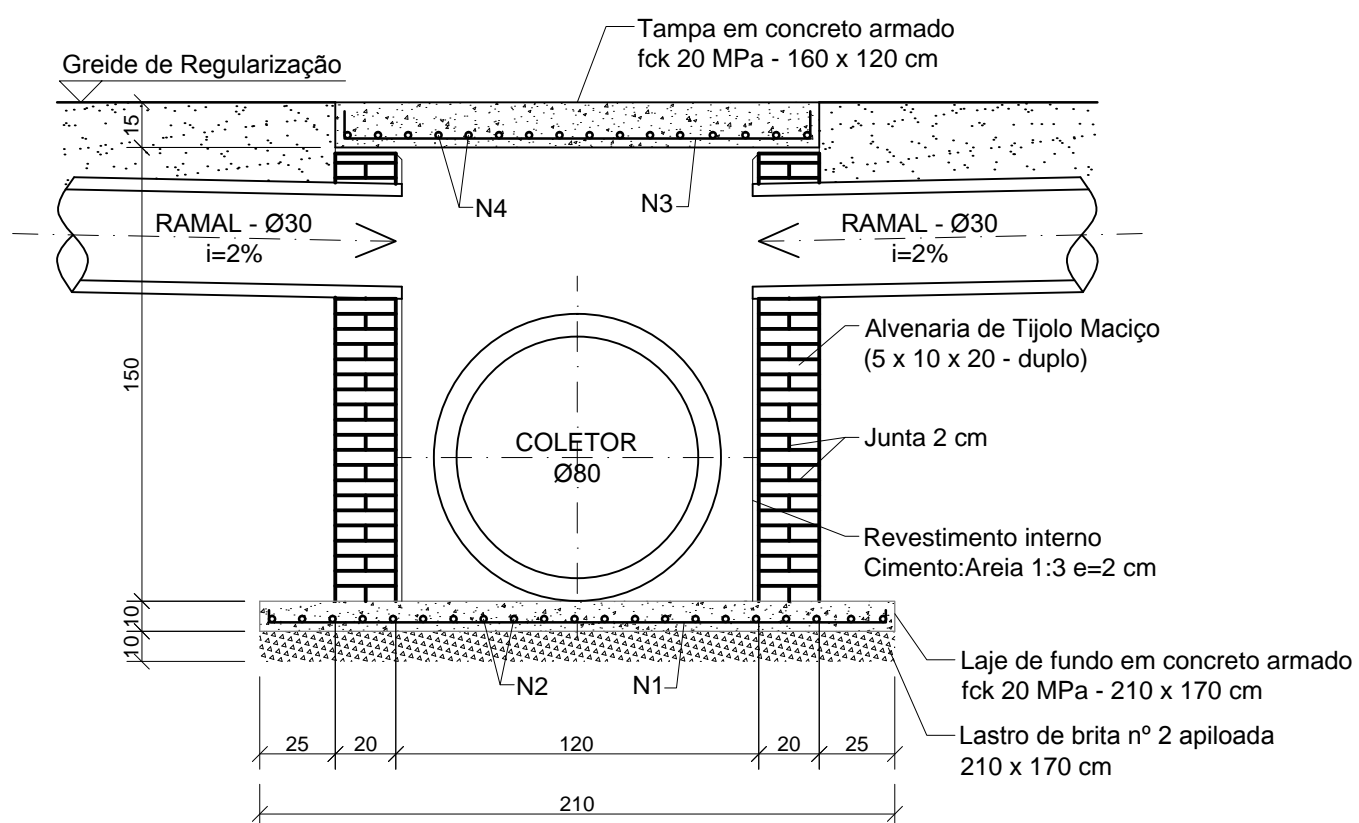 Tampa em concreto armado
fck 20 MPa - 160 x 120 cm
Greide de Regularização
15
N4
N3
RAMAL - Ø30
i=2%
RAMAL - Ø30
i=2%
Alvenaria de Tijolo Maciço
(5 x 10 x 20 - duplo)
150
Junta 2 cm
COLETOR
Ø80
Revestimento interno
Cimento:Areia 1:3 e=2 cm
10
10
N2
N1
Laje de fundo em concreto armado
fck 20 MPa - 210 x 170 cm
Lastro de brita nº 2 apiloada
210 x 170 cm
25
20
120
20
25
210